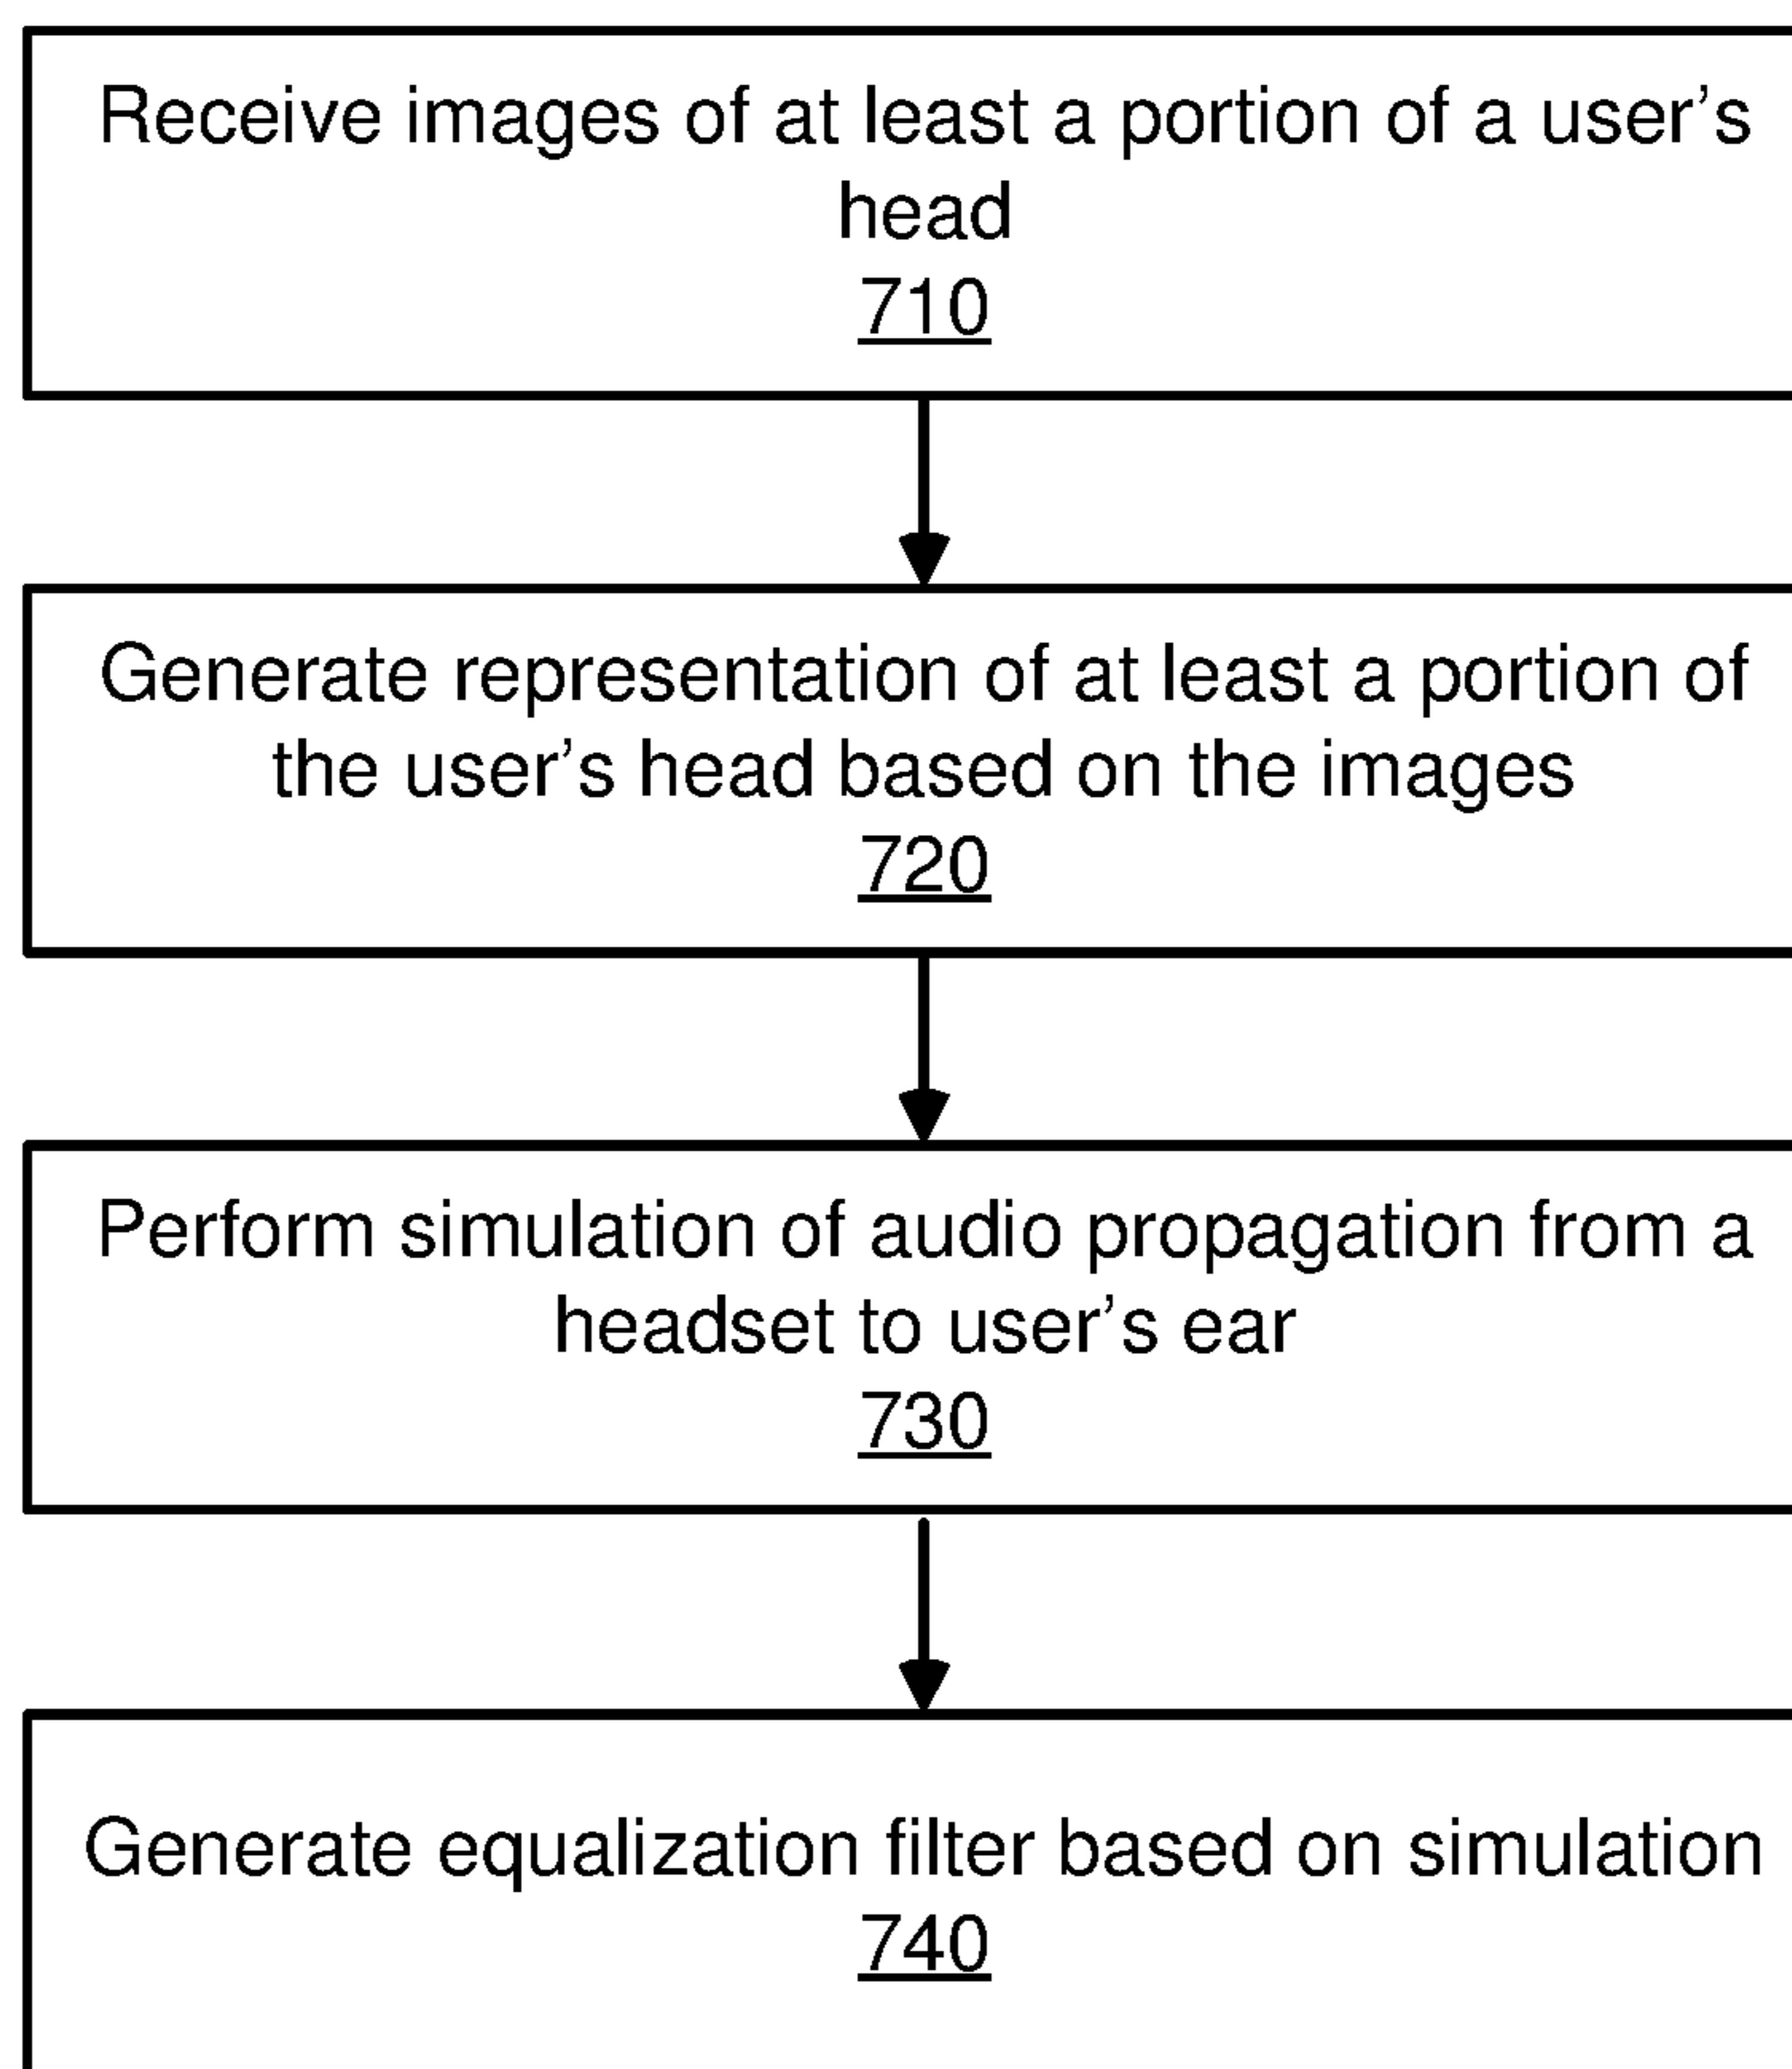 Receive images of at least a portion of a user’s
head
710
Generate representation of at least a portion of
the user’s head based on the images
720
Perform simulation of audio propagation from a
headset to user’s ear
730
Generate equalization filter based on simulation
740